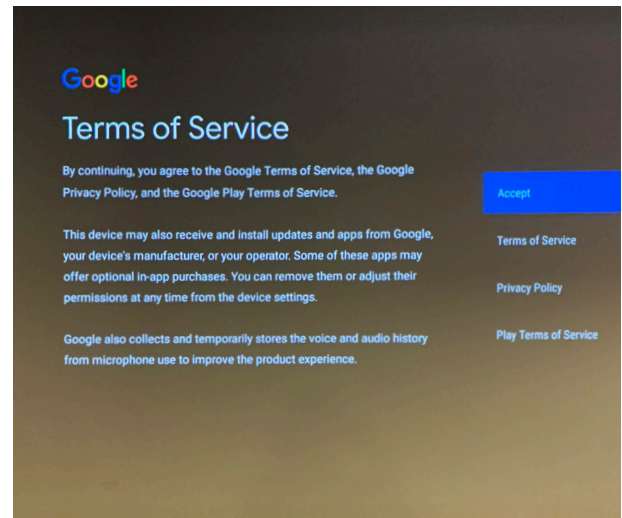 Google
Terms of Service
By continuing, you agree to the Google Terms of Service, the Google
Privacy Policy, and the Google Play Terms of Service.
This device may also receive and install updates and apps from Google,
your device's manufacturer, or your operator. Some of these apps may
offer optional in-app purchases. You can remove them or adjust their
permissions at any time from the device settings.
Google also collects and temporarily stores the voice and audio history
from microphone use to improve the product experience.
Accept
Terms of Service
Privacy Policy
Play Terms of Service